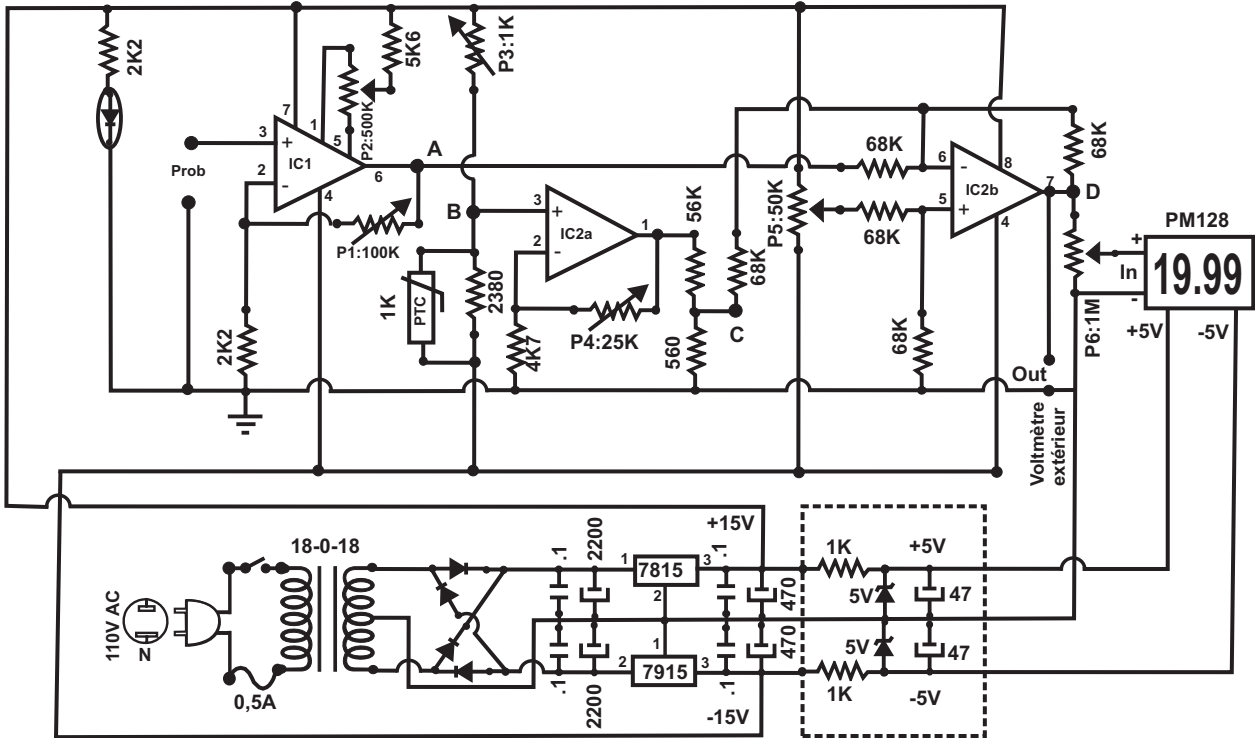 2K2
5K6
P3:1K
P2:500K
7
1
3
+
5
IC1
2
-
6
4
A
Prob
P1:100K
2K2
B
3
+
1
IC2a
2
-
P4:25K
4K7
1K
PTC
2380
56K
68K
C
560
P5:50K
68K
68K
68K
68K
6
-
8
IC2b
5
+
7
4
D
PM128
+
In
-
19.99
P6:1M
+5V
-5V
Out
Voltmètre
extérieur
18-0-18
110V AC
N
0,5A
.1
2200
1
7815
3
2
.1
+15V
470
1K
+5V
5V
47
.1
2200
1
2
7915
3
.1
470
-15V
5V
1K
47
-5V